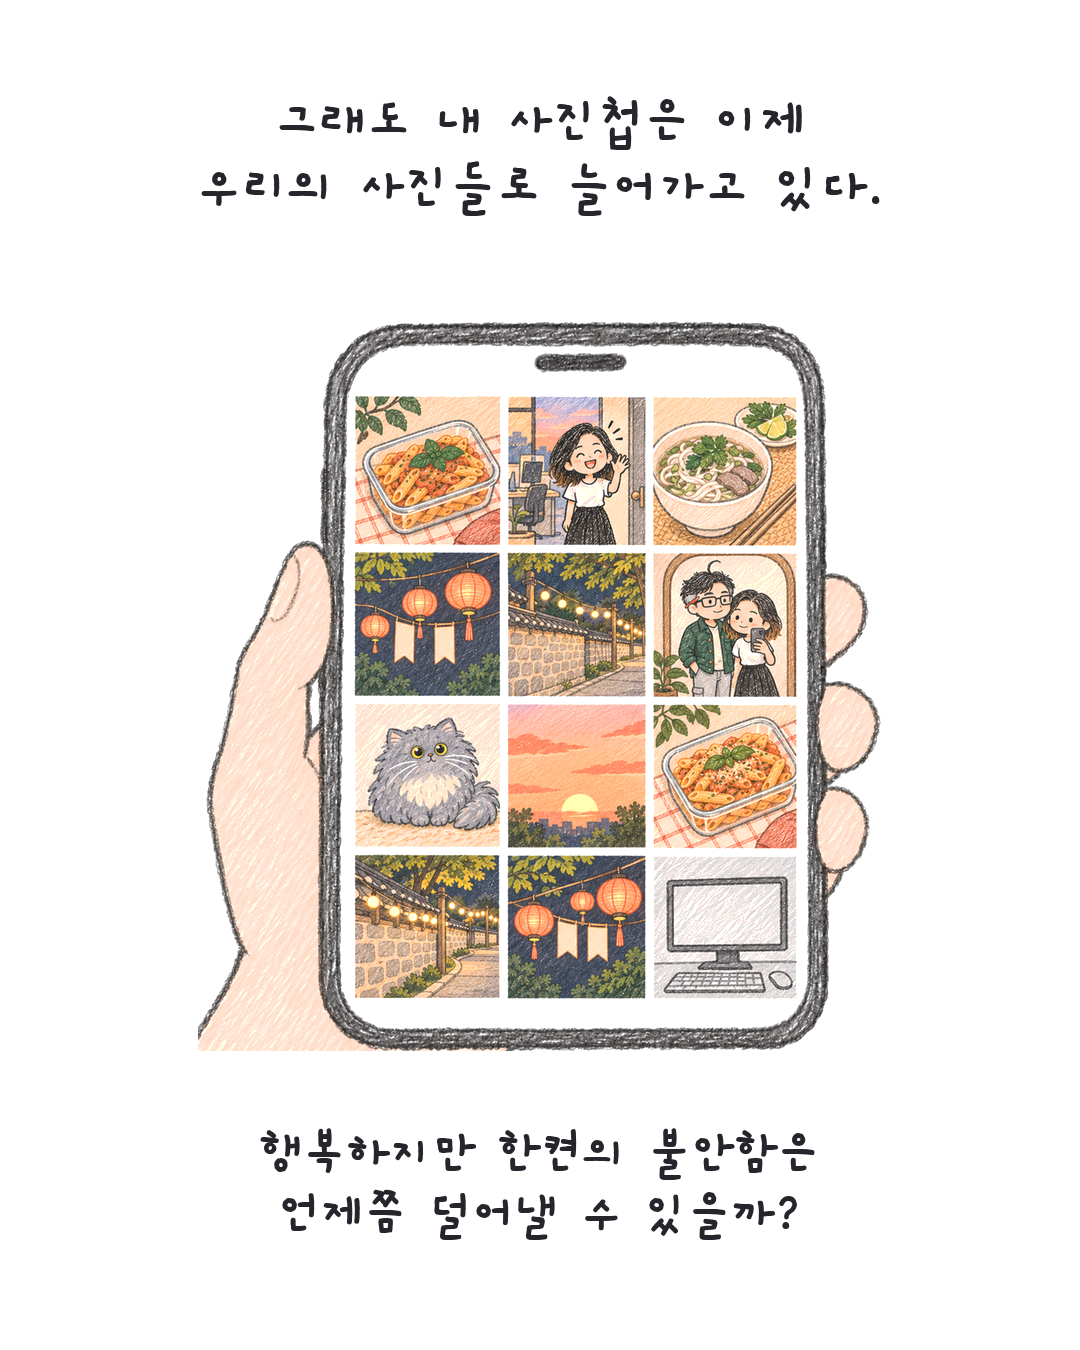 그래도 내 사진첩은 이제
우리의 사진들로 늘어가고 있다.
행복하지만 한켠의 불안함은
언제쯤 덜어낼 수 있을까?